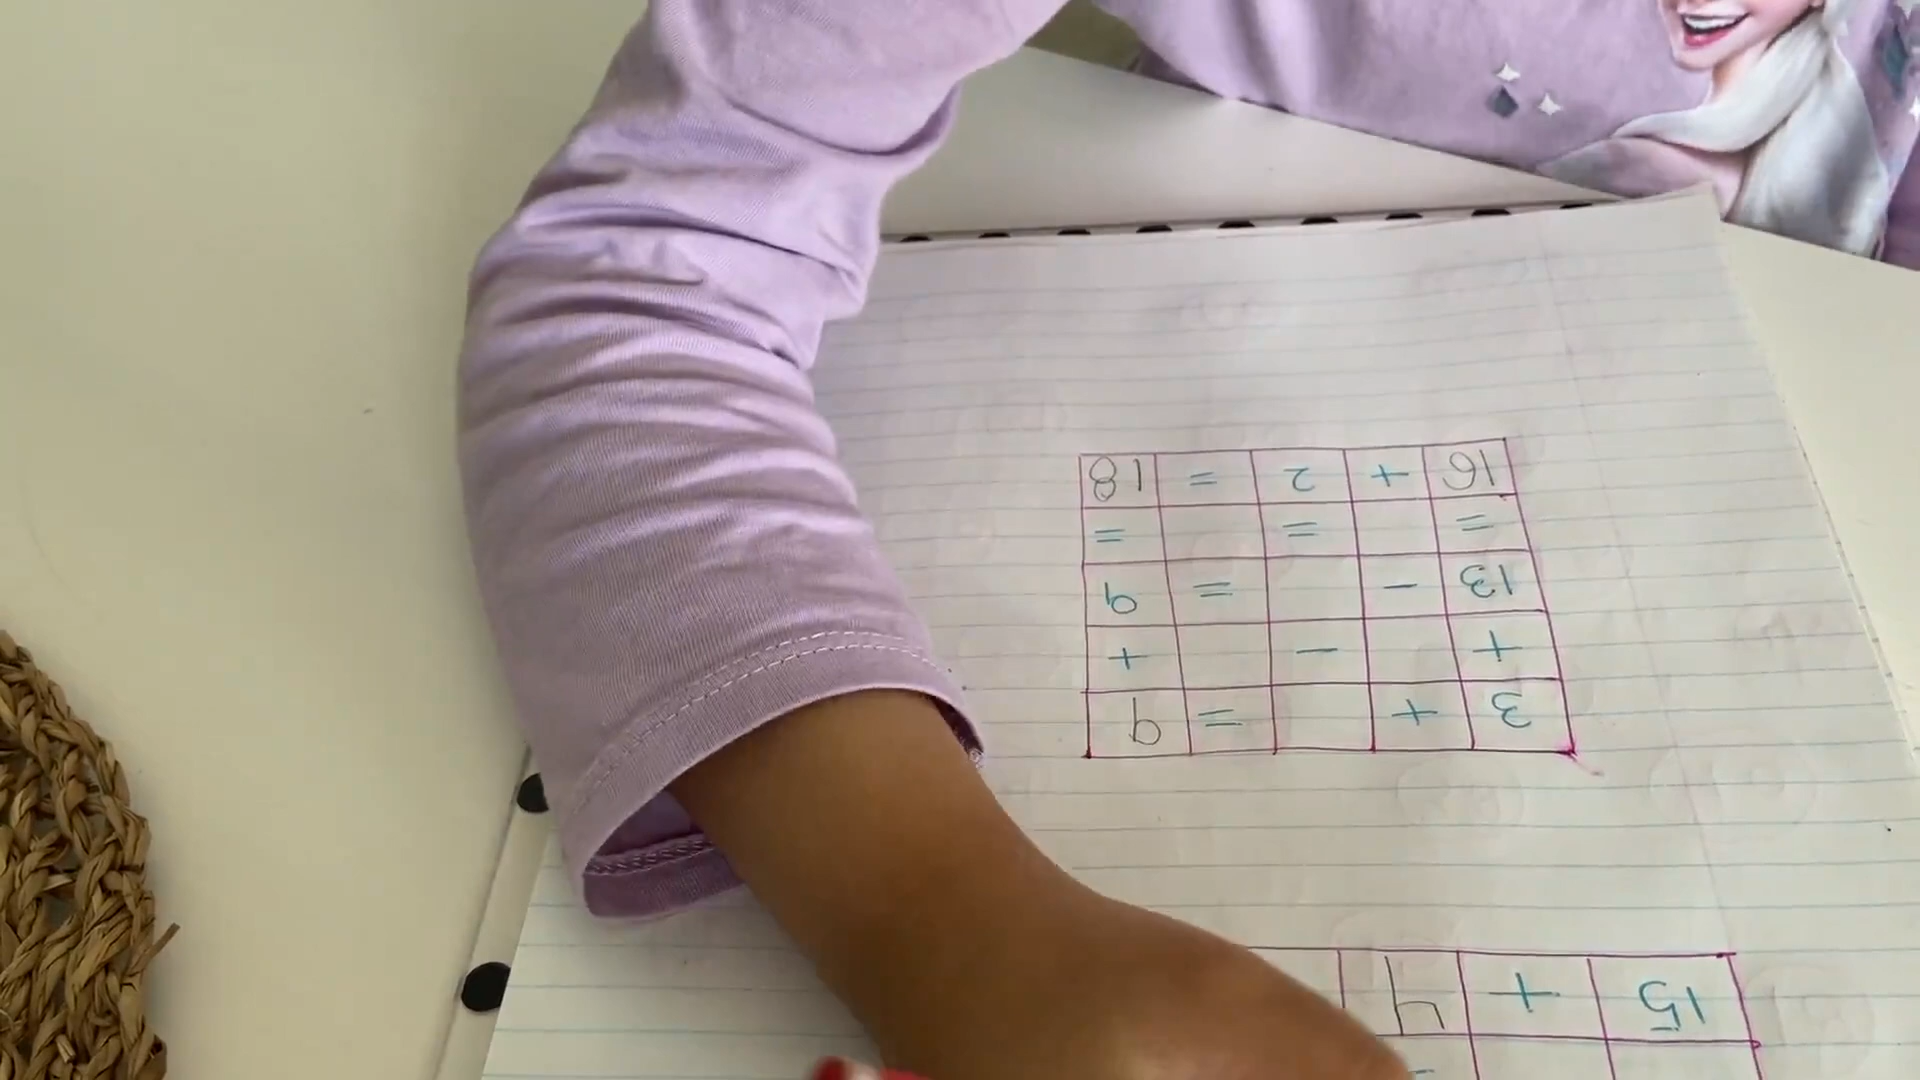 15 + 4
3 + = 9
+ - +
13 - = 9
= = =
16 + 2 = 18